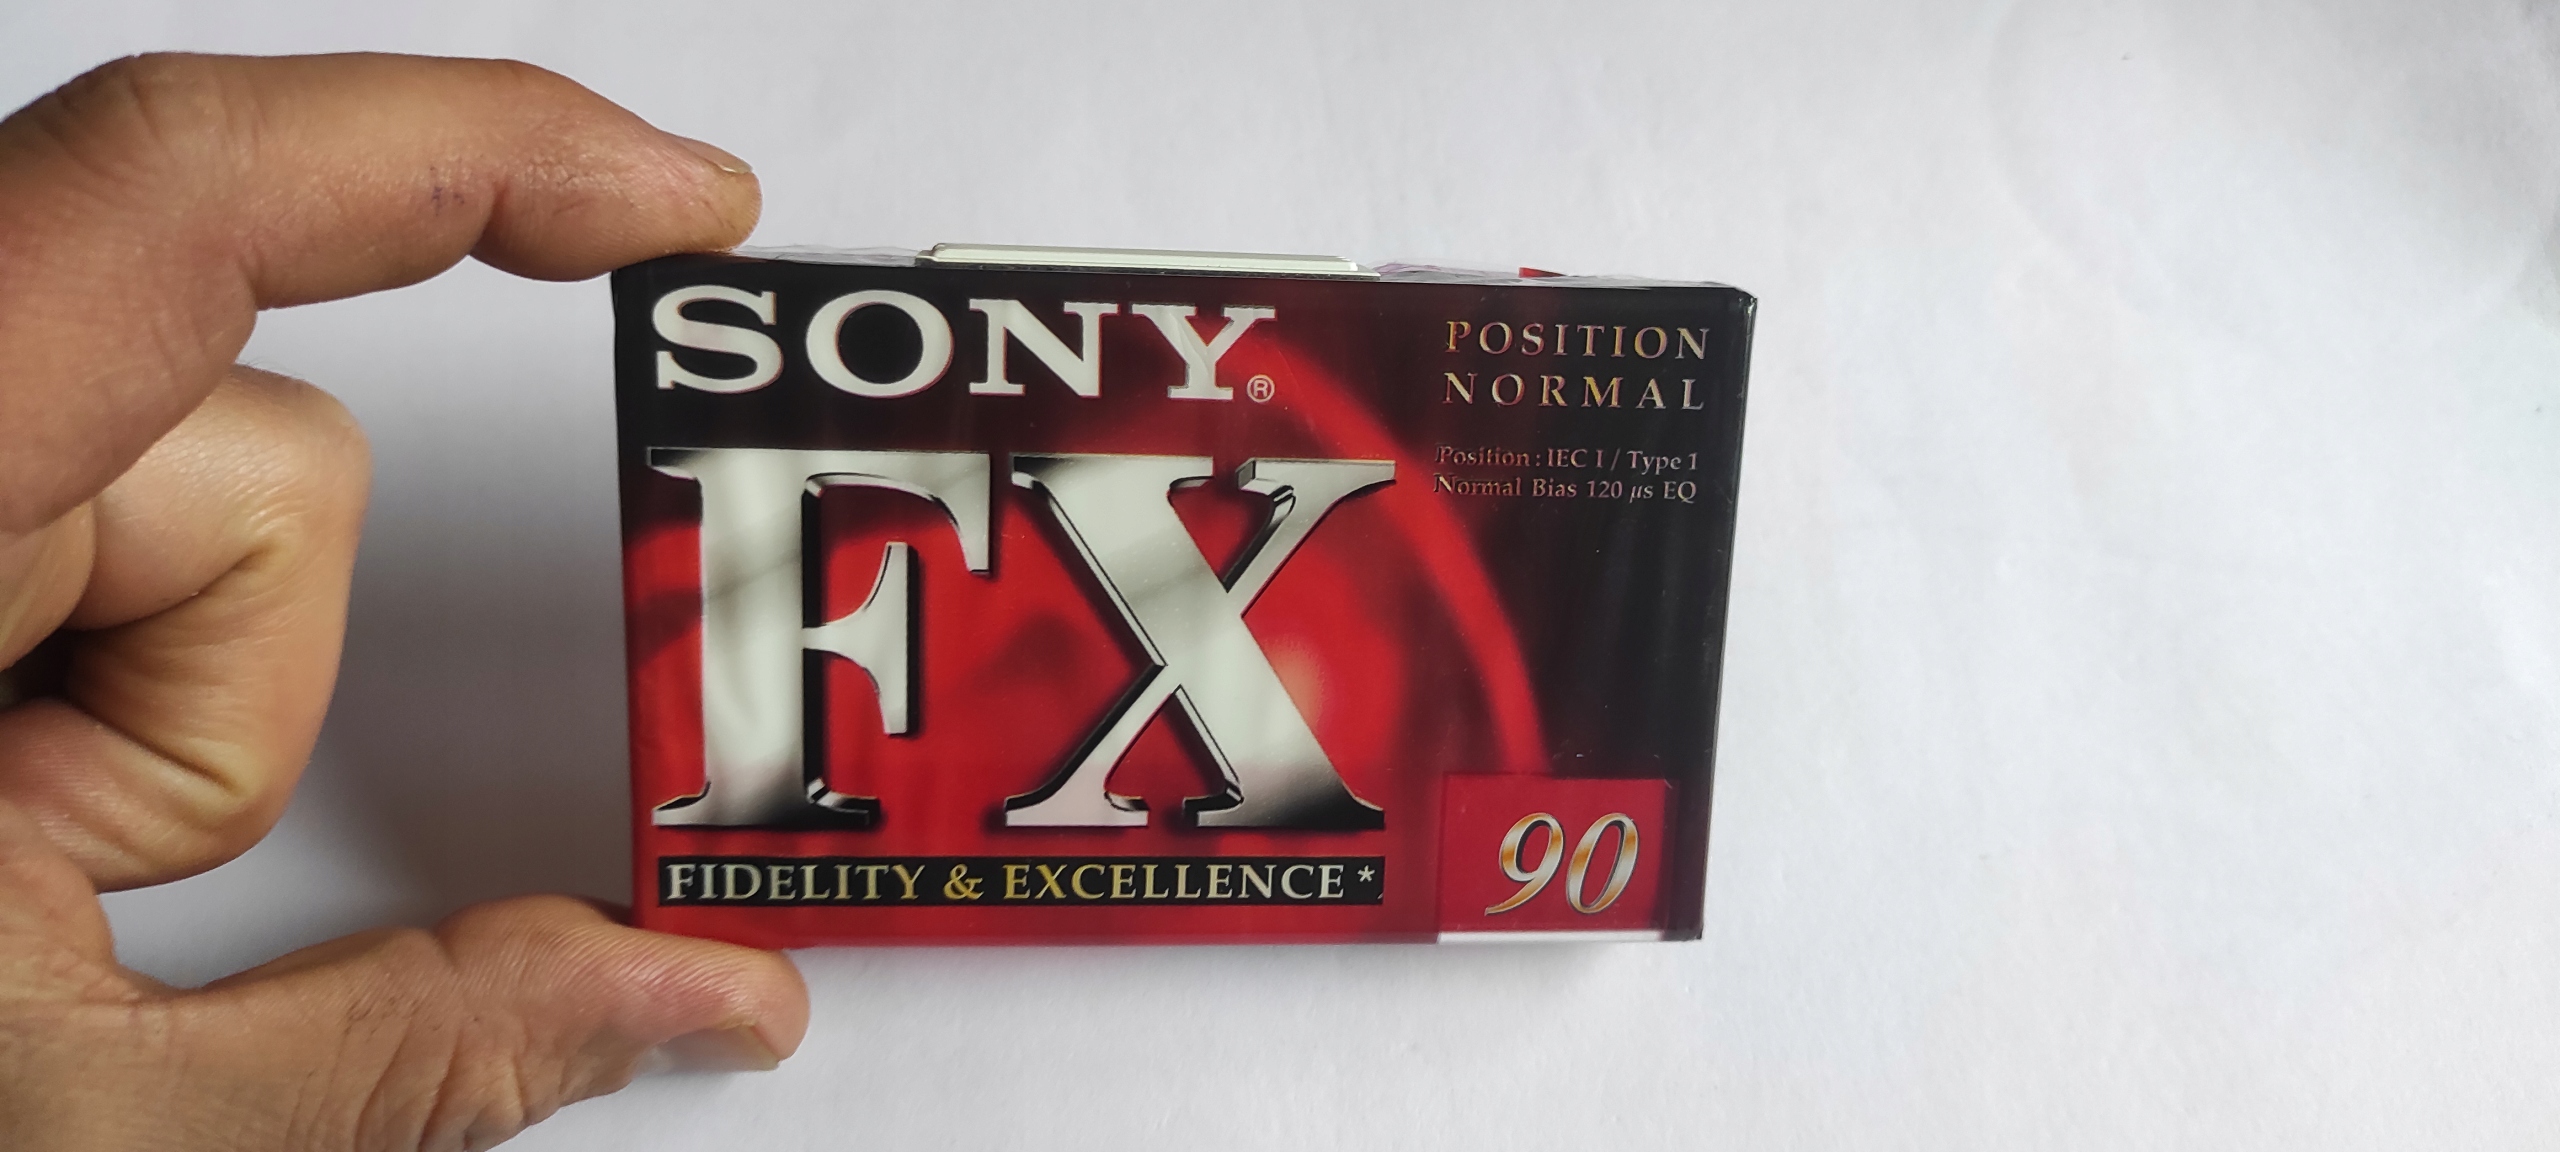 SONY®
POSITION
NORMAL
Position : IEC I / Type 1
Normal Bias 120 µs EQ
FX
FIDELITY & EXCELLENCE*
90